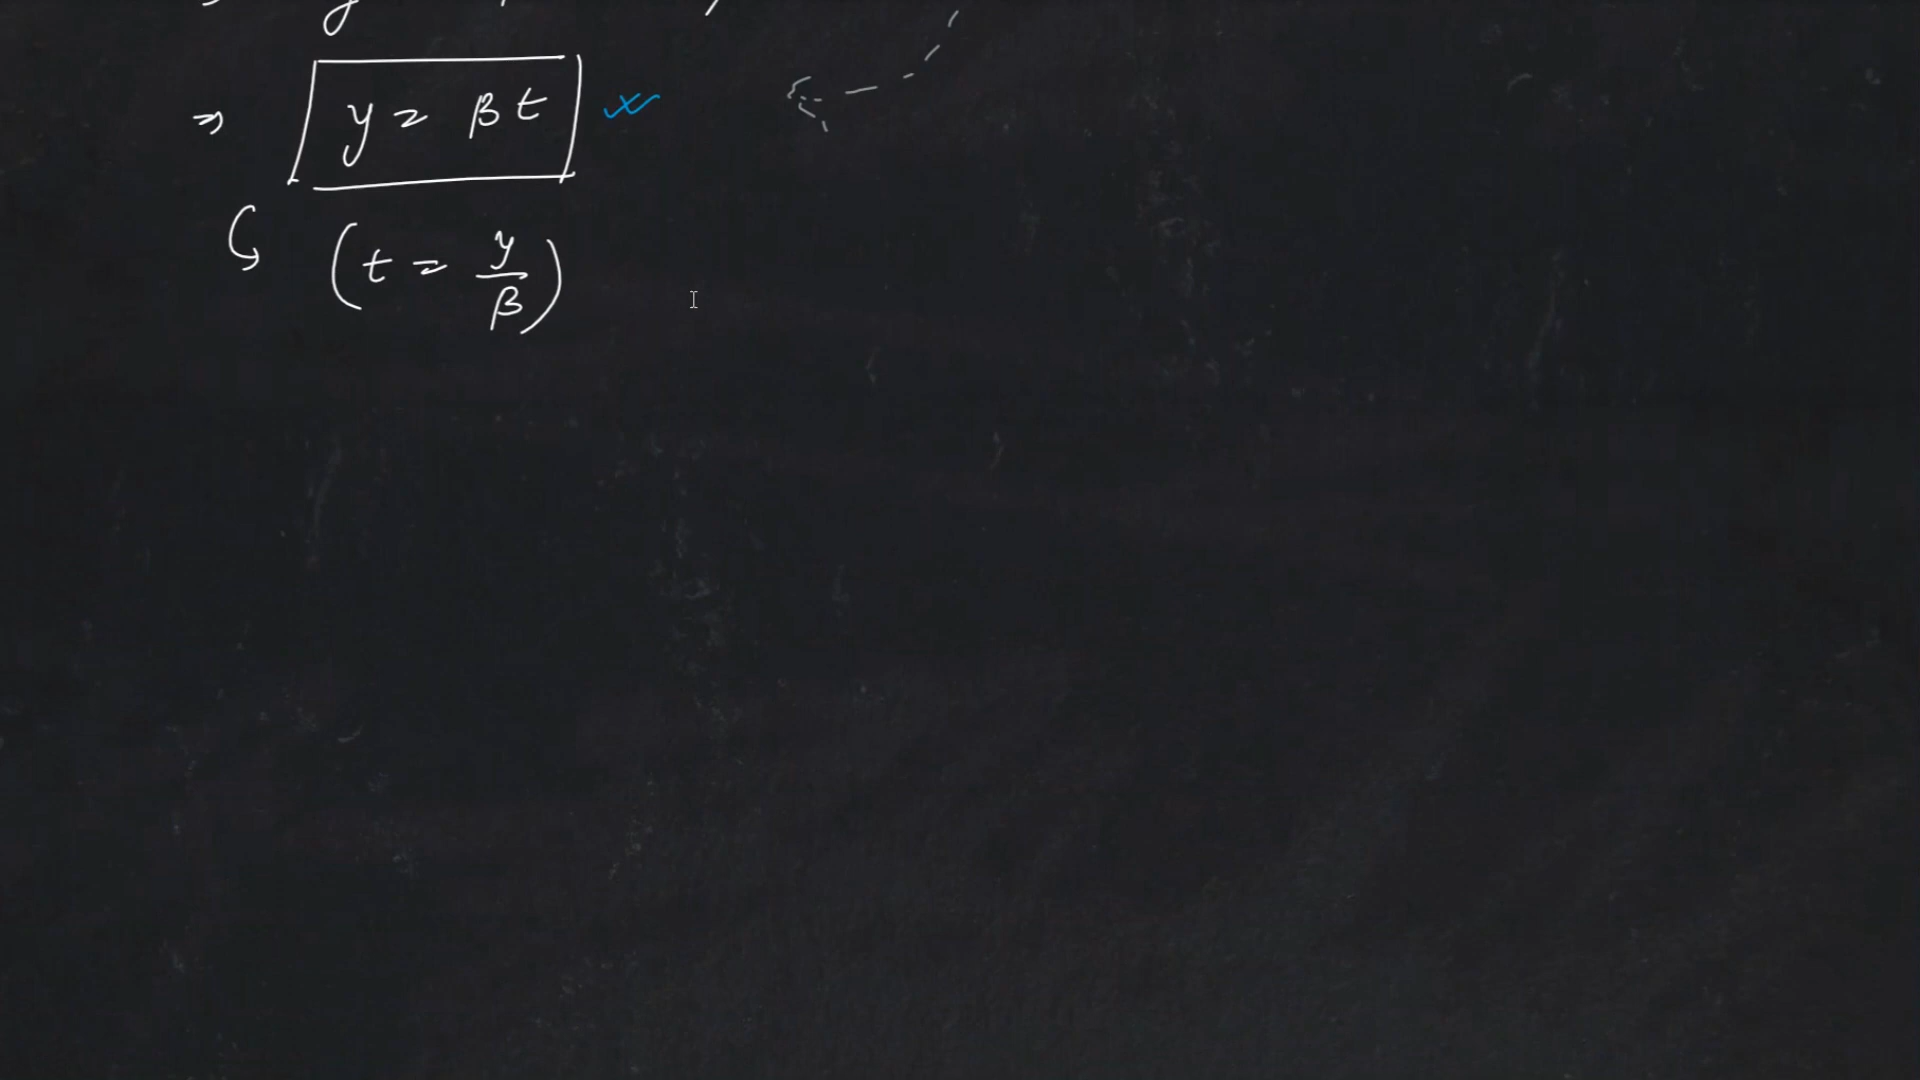 ⇒ y = βt
↳ (t = y/β)